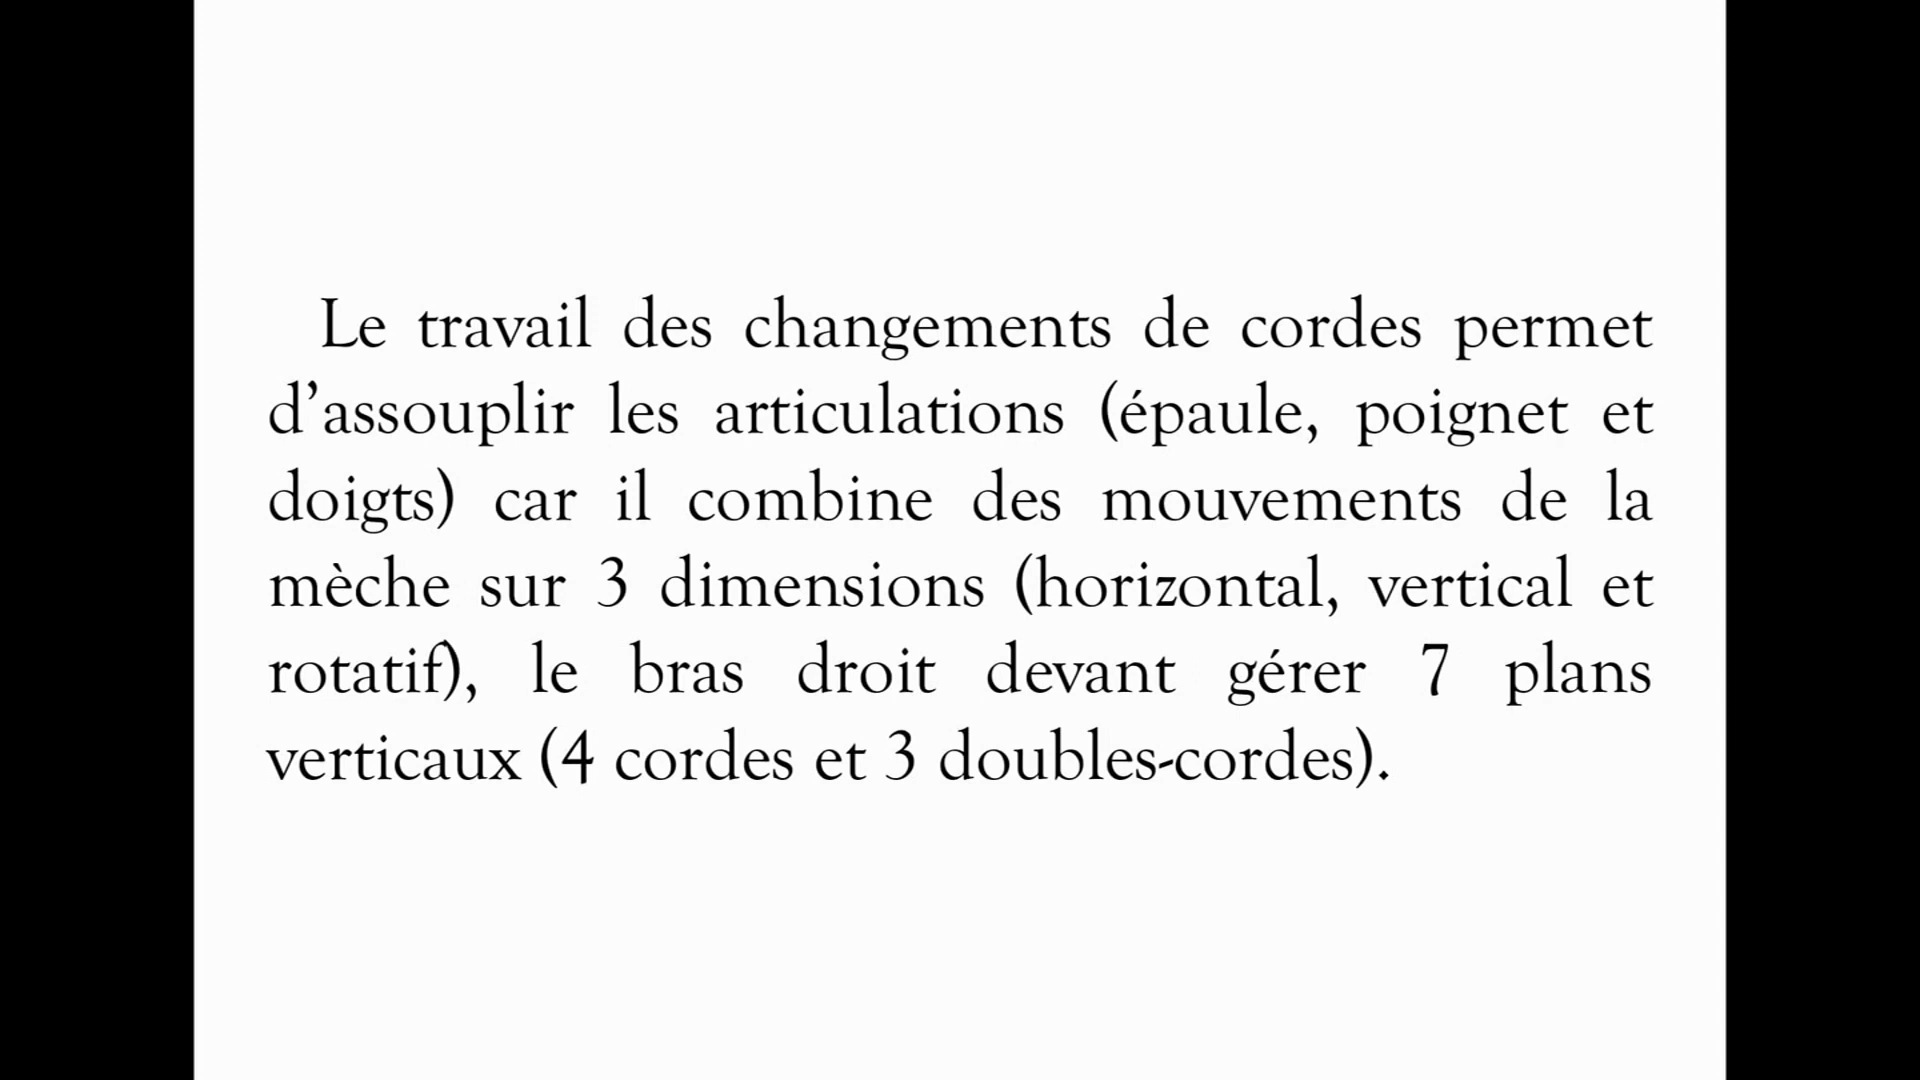 Le travail des changements de cordes permet
d’assouplir les articulations (épaule, poignet et
doigts) car il combine des mouvements de la
mèche sur 3 dimensions (horizontal, vertical et
rotatif), le bras droit devant gérer 7 plans
verticaux (4 cordes et 3 doubles-cordes).